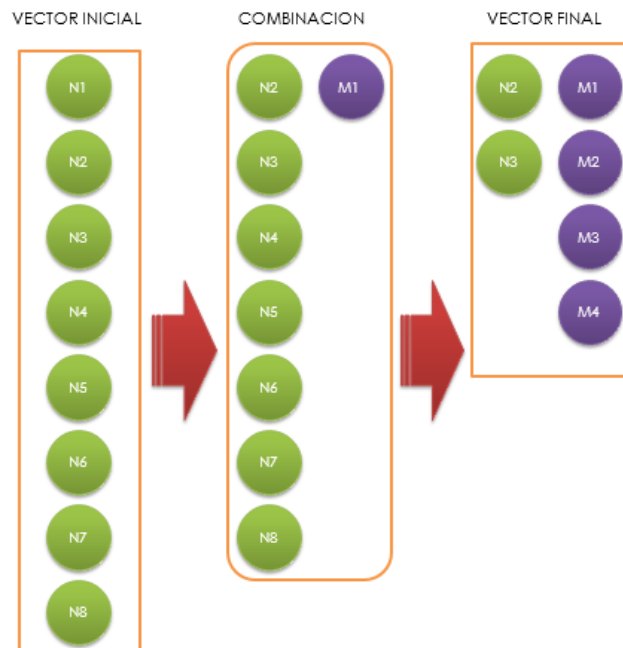 VECTOR INICIAL
N1
N2
N3
N4
N5
N6
N7
N8
COMBINACION
N2 M1
N3
N4
N5
N6
N7
N8
VECTOR FINAL
N2 M1
N3 M2
M3
M4